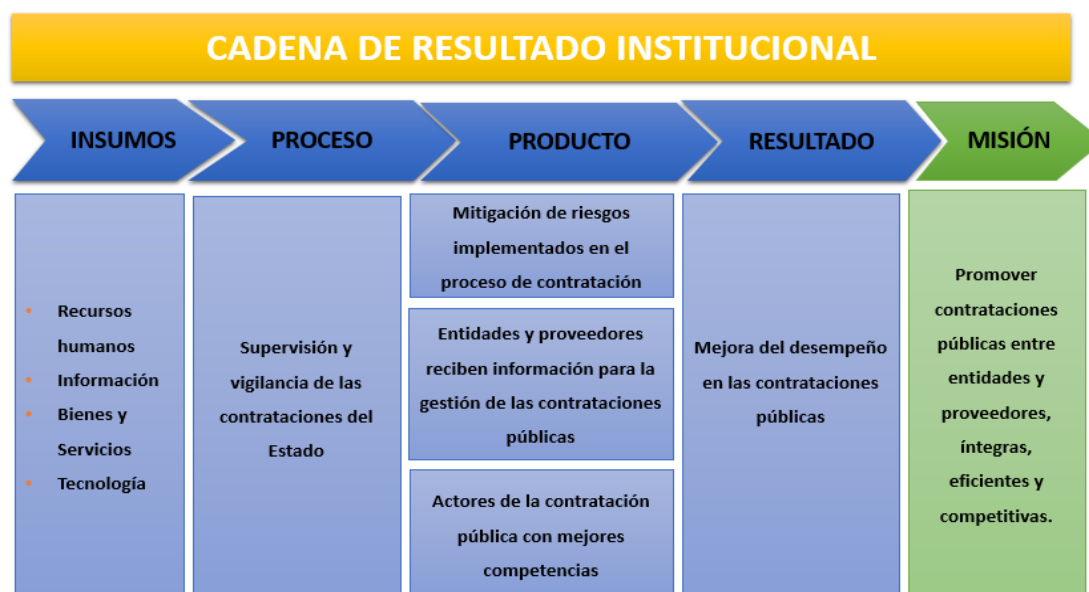 CADENA DE RESULTADO INSTITUCIONAL
INSUMOS
PROCESO
PRODUCTO
RESULTADO
MISIÓN
• Recursos
humanos
• Información
• Bienes y
Servicios
• Tecnología
Supervisión y
vigilancia de las
contrataciones del
Estado
Mitigación de riesgos
implementados en el
proceso de contratación
Entidades y proveedores
reciben información para la
gestión de las contrataciones
públicas
Actores de la contratación
pública con mejores
competencias
Mejora del desempeño
en las contrataciones
públicas
Promover
contrataciones
públicas entre
entidades y
proveedores,
íntegras,
eficientes y
competitivas.